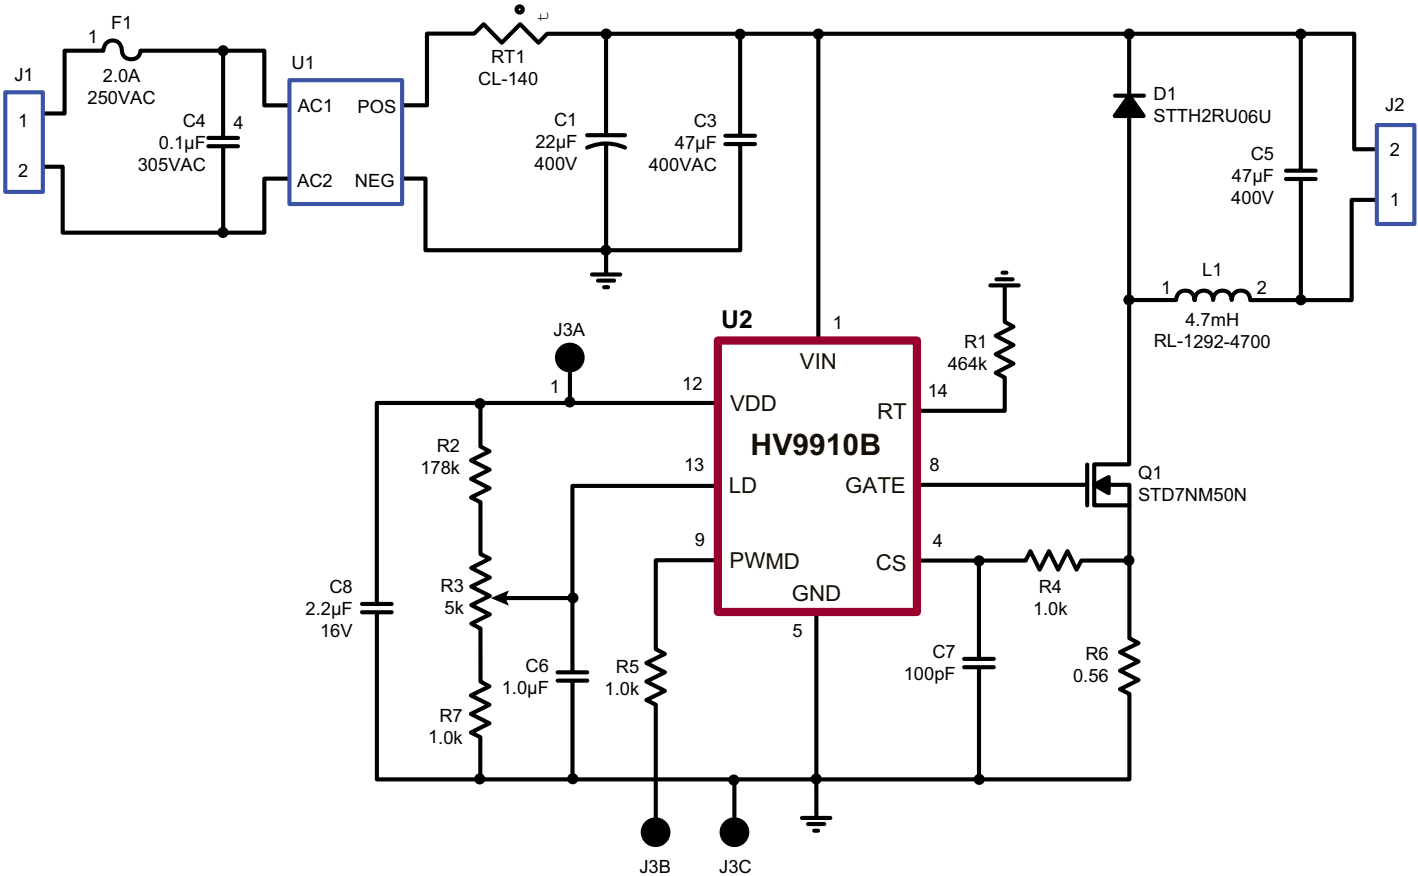 F1
1
2.0A
250VAC
J1
1
2
C4
4
0.1µF
305VAC
U1
AC1
POS
AC2
NEG
t
RT1
CL-140
C1
22µF
400V
C3
47µF
400VAC
D1
STTH2RU06U
C5
47µF
400V
J2
2
1
L1
1
2
4.7mH
RL-1292-4700
J3A
1
U2
1
VIN
12
VDD
HV9910B
R1
464k
14
RT
R2
178k
13
LD
GATE
8
Q1
STD7NM50N
9
PWMD
CS
4
GND
5
R3
5k
C8
2.2µF
16V
R4
1.0k
C6
1.0µF
R5
1.0k
C7
100pF
R6
0.56
R7
1.0k
J3B
J3C